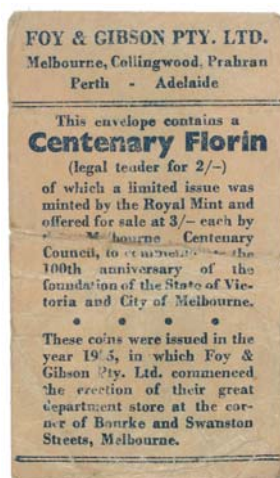 FOY & GIBSON PTY. LTD.
Melbourne, Collingwood, Prahran
Perth - Adelaide
This envelope contains a
Centenary Florin
(legal tender for 2/-)
of which a limited issue was
minted by the Royal Mint and
offered for sale at 3/- each by
Melbourne Centenary
Council, to commemorate the
100th anniversary of the
foundation of the State of Vic-
toria and City of Melbourne.
• • • •
These coins were issued in the
year 1935, in which Foy &
Gibson Pty. Ltd. commenced
the erection of their great
department store at the cor-
ner of Bourke and Swanston
Streets, Melbourne.